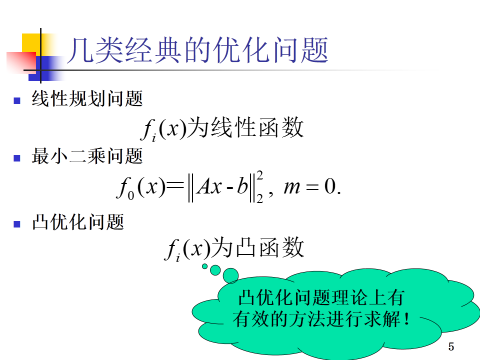 几类经典的优化问题
线性规划问题
f_i(x)为线性函数
最小二乘问题
f_0(x)=||Ax-b||_2^2, m=0.
凸优化问题
f_i(x)为凸函数
凸优化问题理论上有
有效的方法进行求解!
5